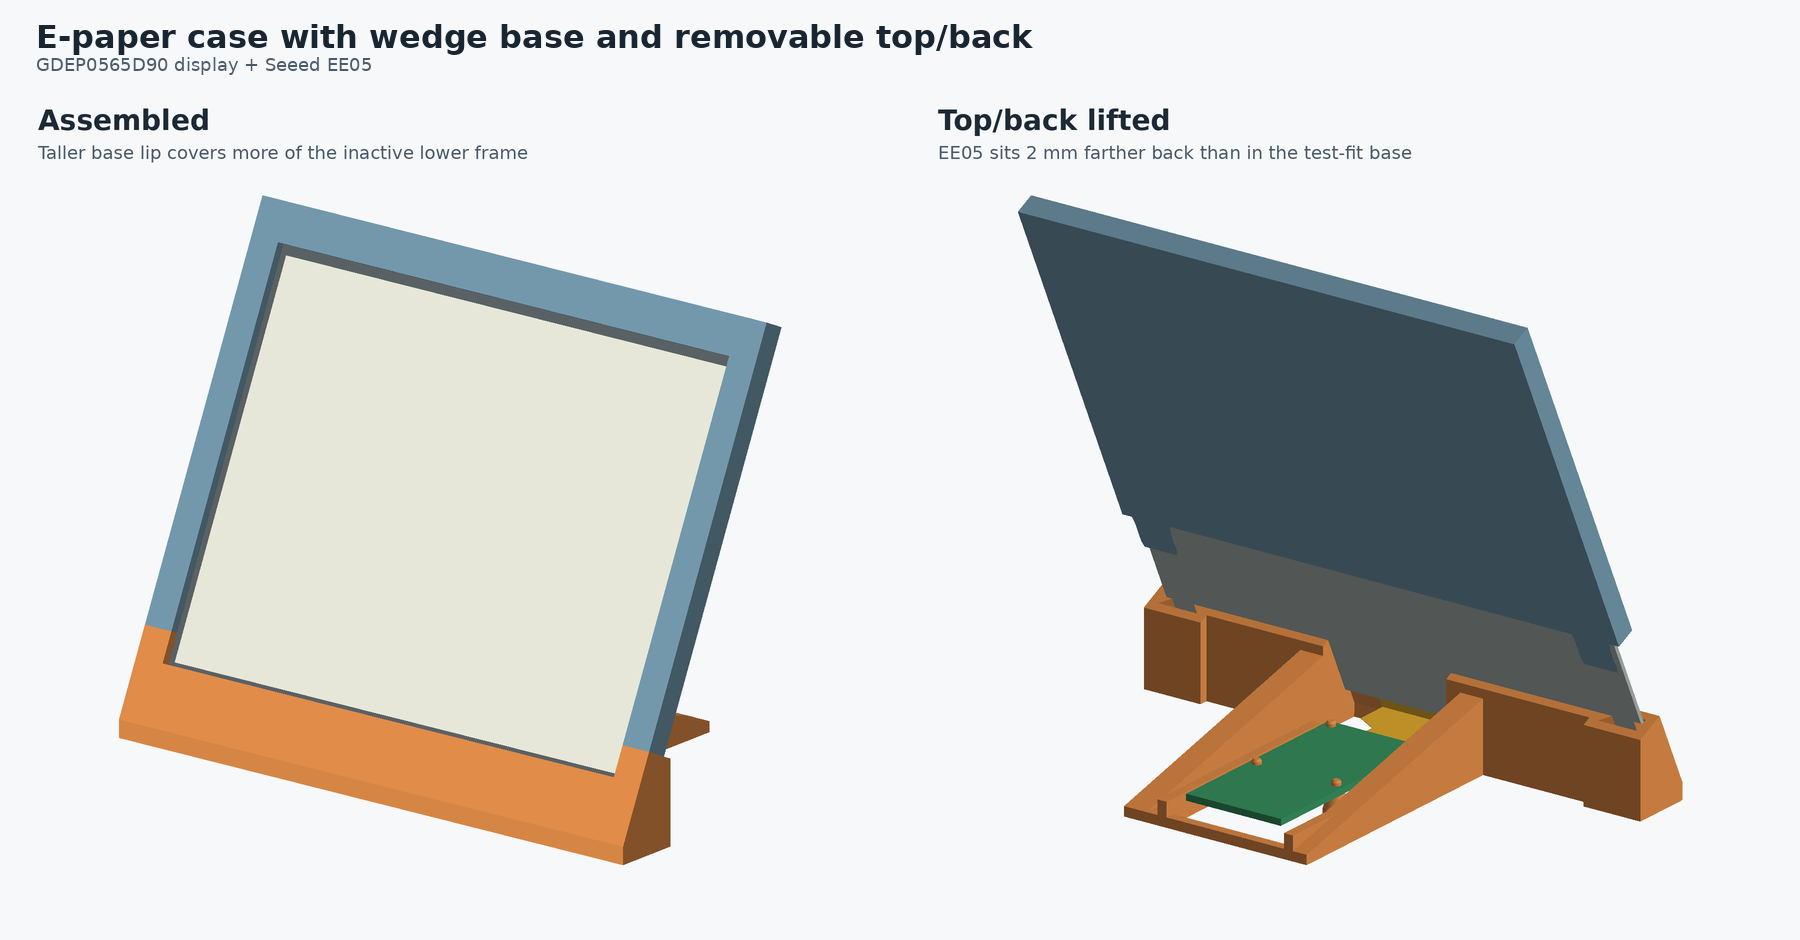 E-paper case with wedge base and removable top/back
GDEP0565D90 display + Seeed EE05
Assembled
Taller base lip covers more of the inactive lower frame
Top/back lifted
EE05 sits 2 mm farther back than in the test-fit base